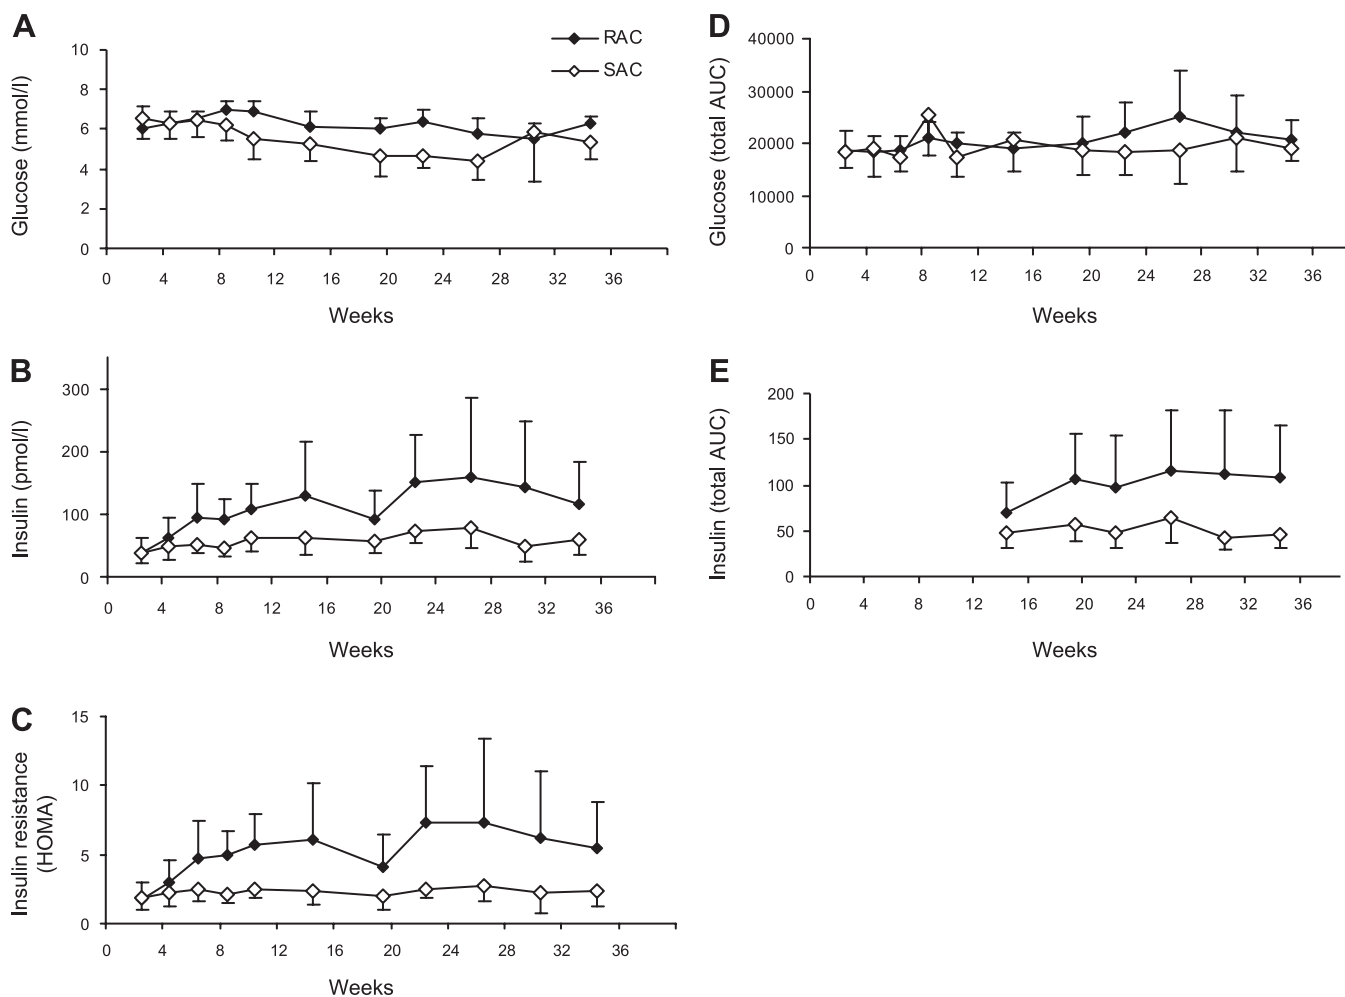 A
RAC
SAC
Glucose (mmol/l)
10
8
6
4
2
0
4 8 12 16 20 24 28 32 36
Weeks
D
Glucose (total AUC)
40000
30000
20000
10000
0
0 4 8 12 16 20 24 28 32 36
Weeks
B
Insulin (pmol/l)
300
200
100
0
0 4 8 12 16 20 24 28 32 36
Weeks
E
Insulin (total AUC)
200
150
100
50
0
0 4 8 12 16 20 24 28 32 36
Weeks
C
Insulin resistance
(HOMA)
15
10
5
0
0 4 8 12 16 20 24 28 32 36
Weeks